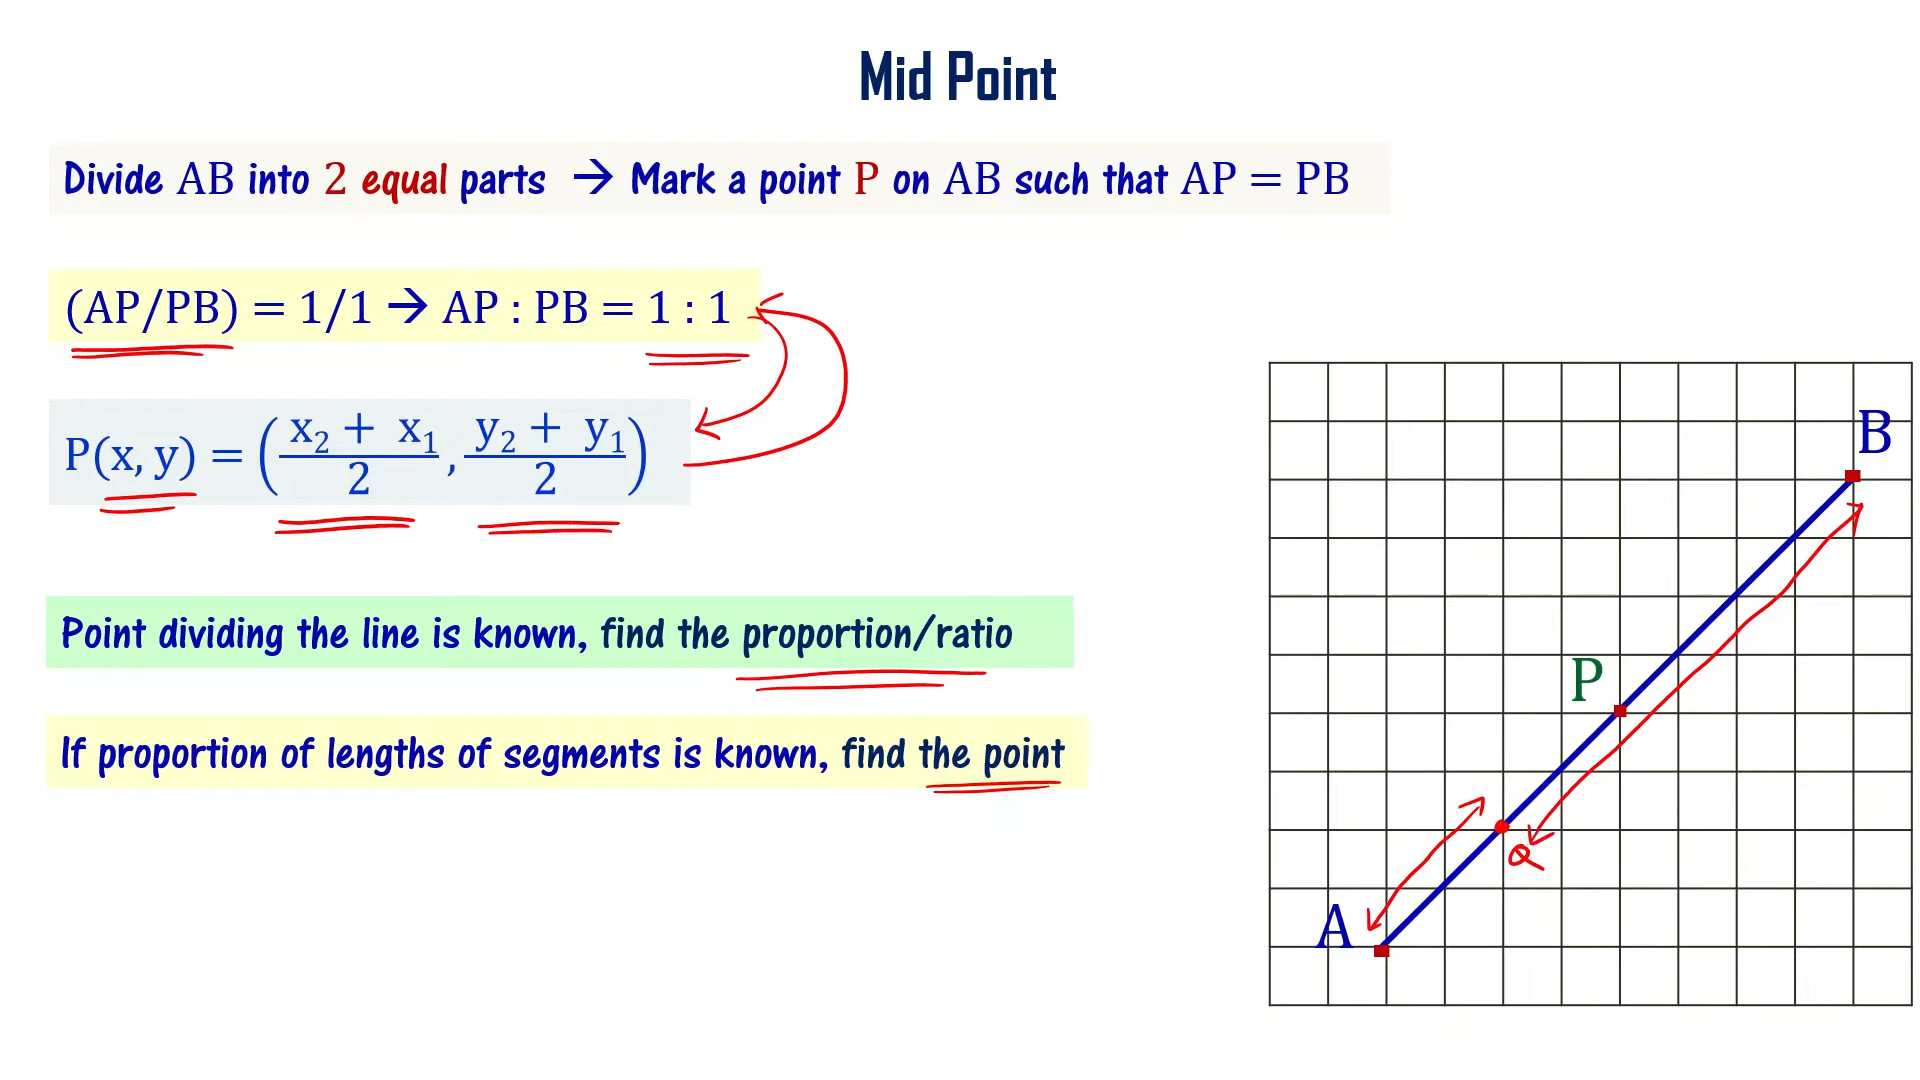 Mid Point
Divide AB into 2 equal parts → Mark a point P on AB such that AP = PB
(AP/PB) = 1/1 → AP : PB = 1 : 1
P(x, y) = ( (x₂ + x₁)/2 , (y₂ + y₁)/2 )
Point dividing the line is known, find the proportion/ratio
If proportion of lengths of segments is known, find the point
B
P
Q
A